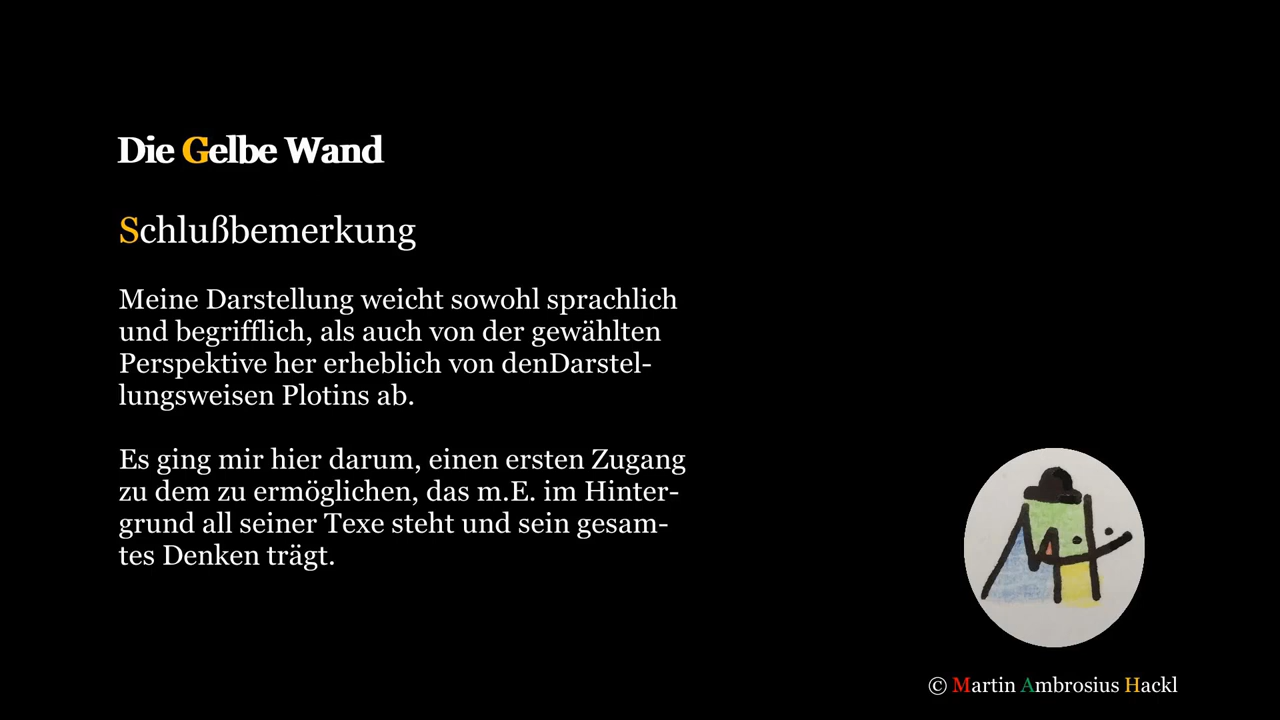 Die Gelbe Wand
Schlußbemerkung
Meine Darstellung weicht sowohl sprachlich
und begrifflich, als auch von der gewählten
Perspektive her erheblich von denDarstel-
lungsweisen Plotins ab.
Es ging mir hier darum, einen ersten Zugang
zu dem zu ermöglichen, das m.E. im Hinter-
grund all seiner Texe steht und sein gesam-
tes Denken trägt.
MH
© Martin Ambrosius Hackl